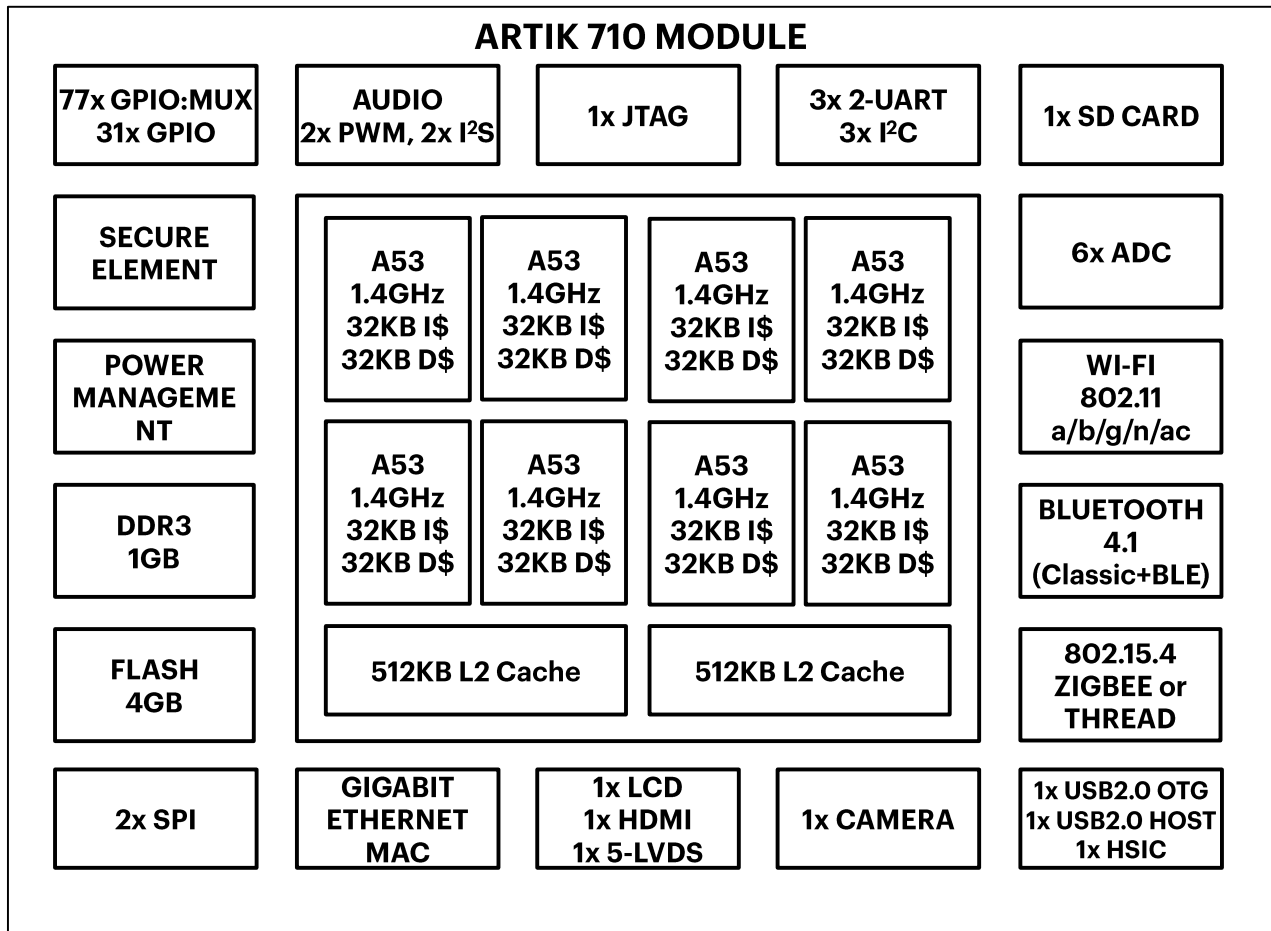 ARTIK 710 MODULE
77x GPIO:MUX
31x GPIO
AUDIO
2x PWM, 2x I²S
1x JTAG
3x 2-UART
3x I²C
1x SD CARD
SECURE
ELEMENT
POWER
MANAGEME
NT
DDR3
1GB
FLASH
4GB
A53
1.4GHz
32KB I$
32KB D$
A53
1.4GHz
32KB I$
32KB D$
A53
1.4GHz
32KB I$
32KB D$
A53
1.4GHz
32KB I$
32KB D$
A53
1.4GHz
32KB I$
32KB D$
A53
1.4GHz
32KB I$
32KB D$
A53
1.4GHz
32KB I$
32KB D$
A53
1.4GHz
32KB I$
32KB D$
512KB L2 Cache
512KB L2 Cache
6x ADC
WI-FI
802.11
a/b/g/n/ac
BLUETOOTH
4.1
(Classic+BLE)
802.15.4
ZIGBEE or
THREAD
2x SPI
GIGABIT
ETHERNET
MAC
1x LCD
1x HDMI
1x 5-LVDS
1x CAMERA
1x USB2.0 OTG
1x USB2.0 HOST
1x HSIC